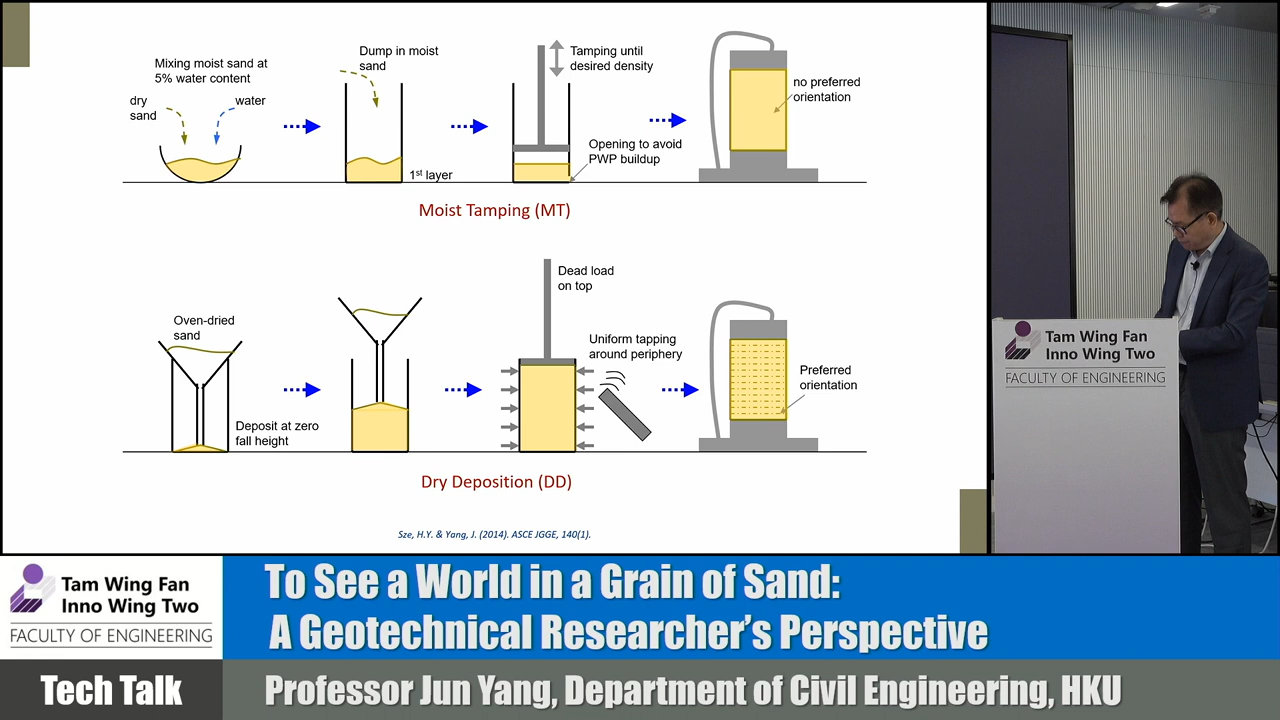 Mixing moist sand at
5% water content
dry
sand
water
Dump in moist
sand
1st layer
Tamping until
desired density
Opening to avoid
PWP buildup
no preferred
orientation
Moist Tamping (MT)
Oven-dried
sand
Deposit at zero
fall height
Dead load
on top
Uniform tapping
around periphery
Preferred
orientation
Dry Deposition (DD)
Sze, H.Y. & Yang, J. (2014). ASCE JGGE, 140(1).
Tam Wing Fan
Inno Wing Two
FACULTY OF ENGINEERING
Tam Wing Fan
Inno Wing Two
FACULTY OF ENGINEERING
To See a World in a Grain of Sand:
A Geotechnical Researcher’s Perspective
Tech Talk
Professor Jun Yang, Department of Civil Engineering, HKU